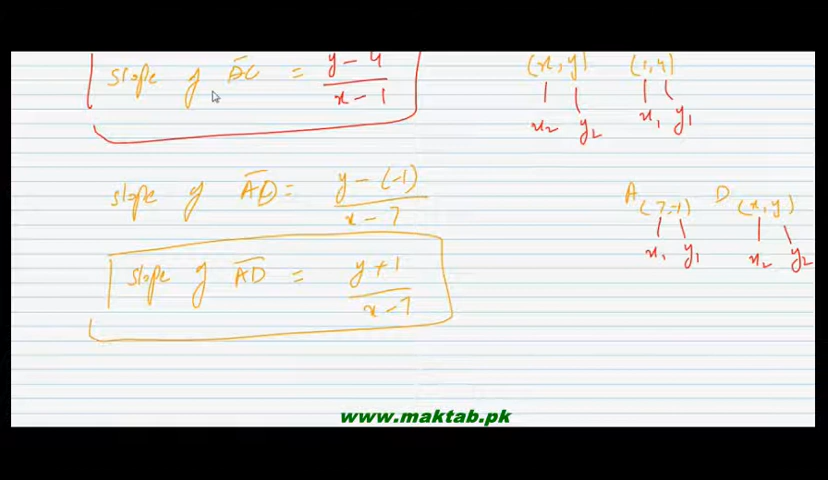 slope of DC = y - 4 / x - 1
(x, y) (1, 4)
x2 y2 x1 y1
slope of AD = y - (-1) / x - 7
A (7, -1) D (x, y)
x1 y1 x2 y2
slope of AD = y + 1 / x - 7
www.maktab.pk